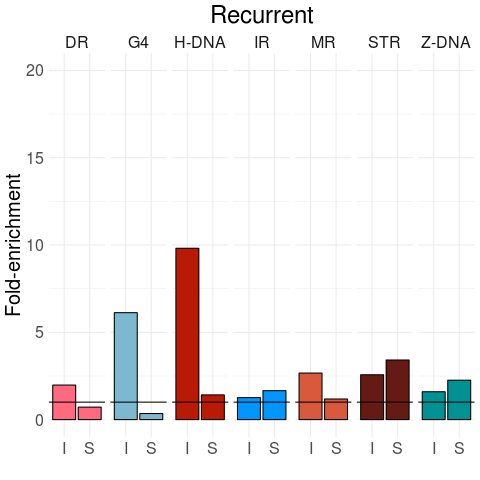 Recurrent
DR G4 H-DNA IR MR STR Z-DNA
Fold-enrichment
20
15
10
5
0
I S I S I S I S I S I S I S